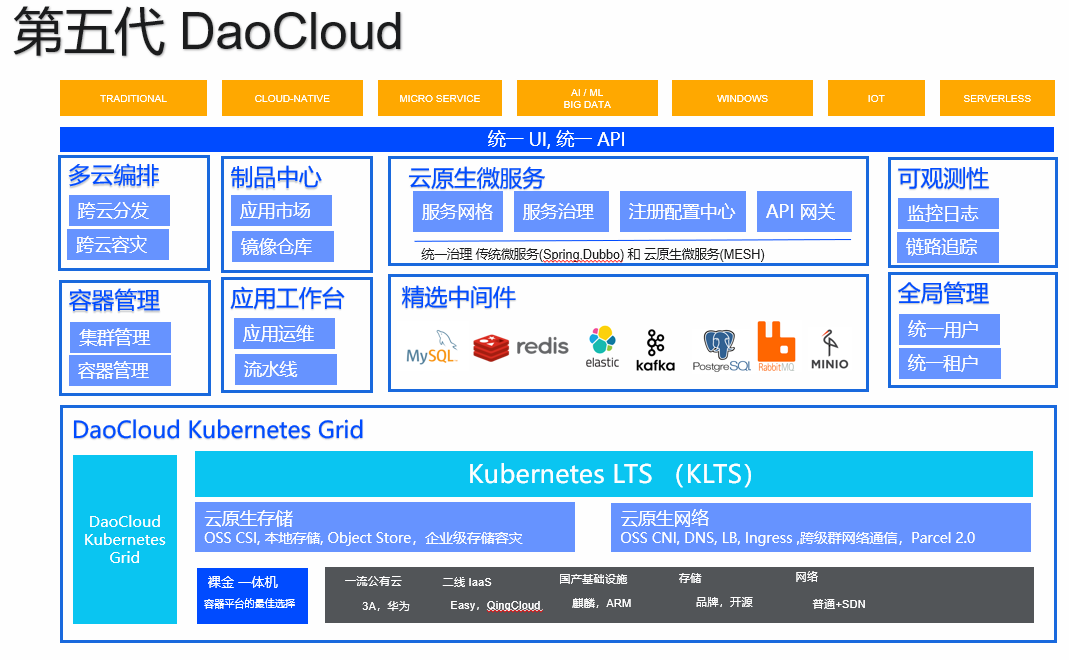 第五代 DaoCloud
TRADITIONAL
CLOUD-NATIVE
MICRO SERVICE
AI / ML
BIG DATA
WINDOWS
IOT
SERVERLESS
统一 UI, 统一 API
多云编排
跨云分发
跨云容灾
制品中心
应用市场
镜像仓库
云原生微服务
服务网格
服务治理
注册配置中心
API 网关
统一治理 传统微服务(Spring,Dubbo) 和 云原生微服务(MESH)
可观测性
监控日志
链路追踪
容器管理
集群管理
容器管理
应用工作台
应用运维
流水线
精选中间件
MySQL
redis
elastic
kafka
PostgreSQL
RabbitMQ
MINIO
全局管理
统一用户
统一租户
DaoCloud Kubernetes Grid
DaoCloud
Kubernetes
Grid
Kubernetes LTS （KLTS）
云原生存储
OSS CSI, 本地存储, Object Store，企业级存储容灾
云原生网络
OSS CNI, DNS, LB, Ingress ,跨级群网络通信，Parcel 2.0
裸金 一体机
容器平台的最佳选择
一流公有云
3A，华为
二线 IaaS
Easy，QingCloud
国产基础设施
麒麟，ARM
存储
品牌，开源
网络
普通+SDN